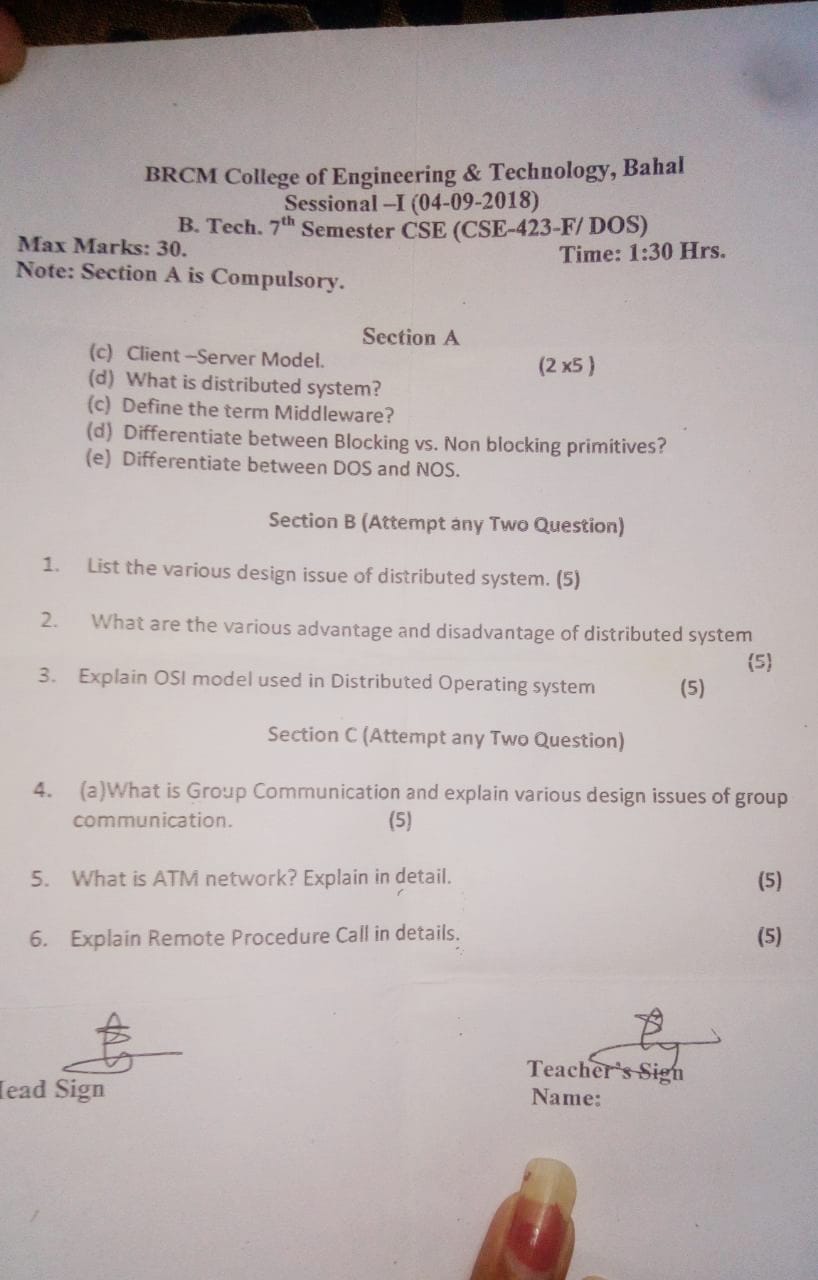 BRCM College of Engineering & Technology, Bahal
Sessional –I (04-09-2018)
B. Tech. 7th Semester CSE (CSE-423-F/ DOS)
Max Marks: 30. Time: 1:30 Hrs.
Note: Section A is Compulsory.
Section A
(c) Client –Server Model. (2 x5 )
(d) What is distributed system?
(c) Define the term Middleware?
(d) Differentiate between Blocking vs. Non blocking primitives?
(e) Differentiate between DOS and NOS.
Section B (Attempt any Two Question)
1. List the various design issue of distributed system. (5)
2. What are the various advantage and disadvantage of distributed system
(5)
3. Explain OSI model used in Distributed Operating system (5)
Section C (Attempt any Two Question)
4. (a)What is Group Communication and explain various design issues of group
communication. (5)
5. What is ATM network? Explain in detail. (5)
6. Explain Remote Procedure Call in details. (5)
Teacher's Sign
Sign
Name: